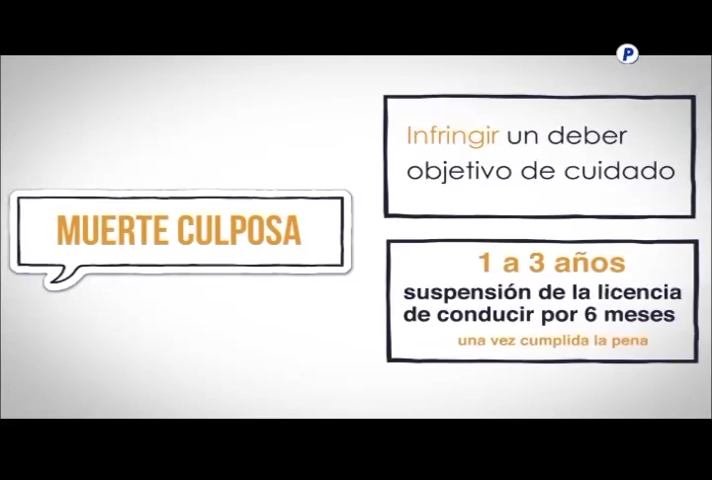 P
MUERTE CULPOSA
Infringir un deber
objetivo de cuidado
1 a 3 años
suspensión de la licencia
de conducir por 6 meses
una vez cumplida la pena